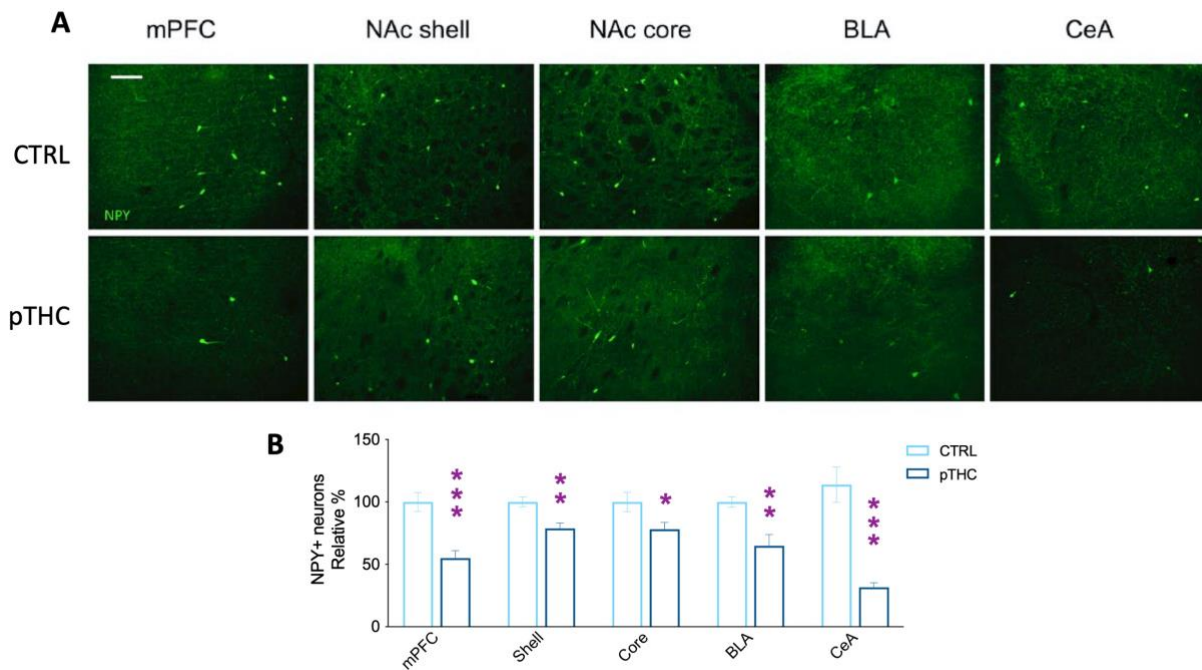 A
mPFC
NAc shell
NAc core
BLA
CeA
CTRL
NPY
pTHC
B
NPY+ neurons
Relative %
150
100
50
0
***
**
*
**
***
CTRL
pTHC
mPFC
Shell
Core
BLA
CeA